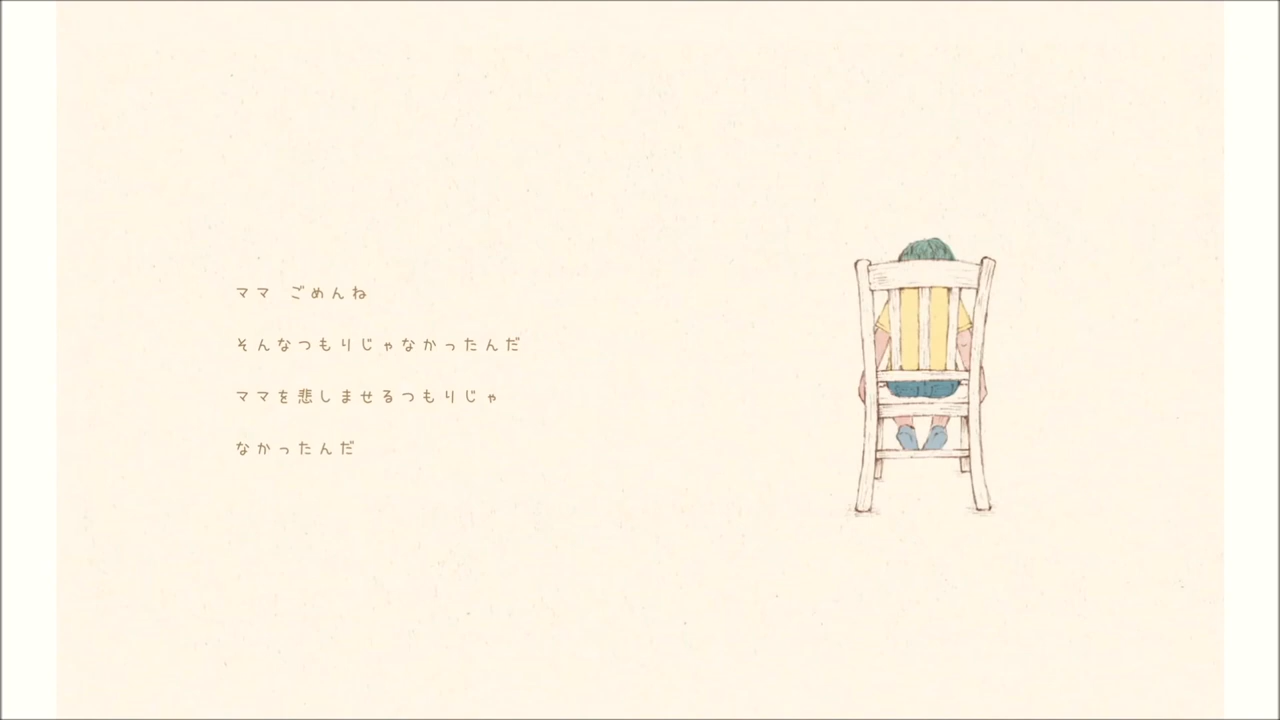 ママ ごめんね
そんなつもりじゃなかったんだ
ママを悲しませるつもりじゃ
なかったんだ